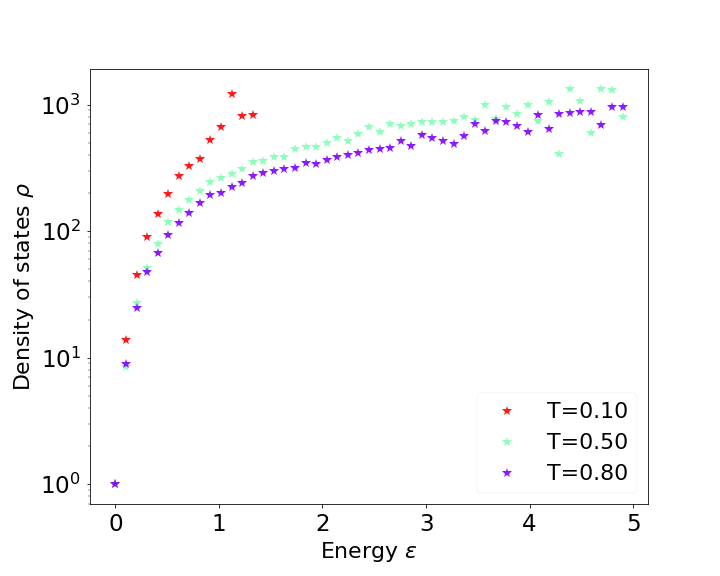 10³
10²
10¹
10⁰
Density of states ρ
0 1 2 3 4 5
Energy ε
T=0.10
T=0.50
T=0.80